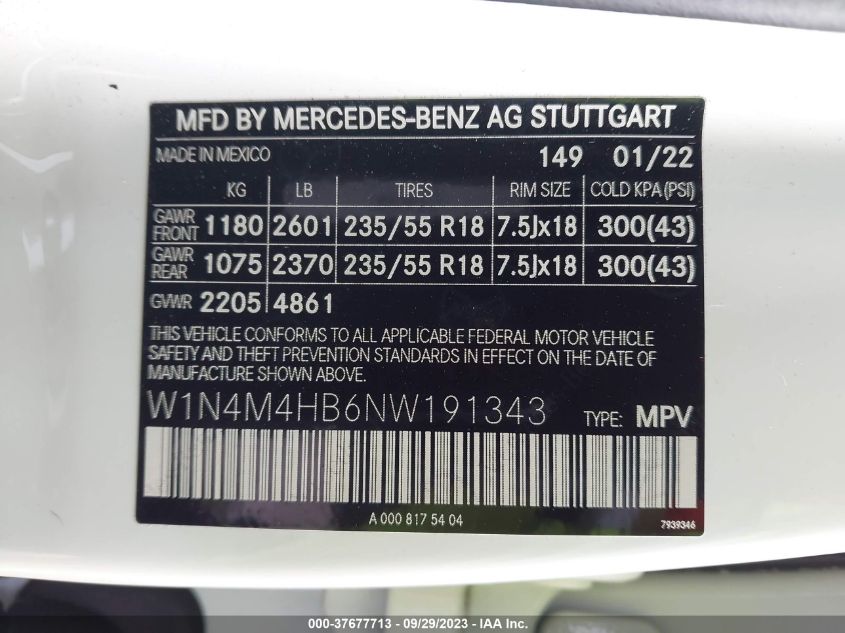 MFD BY MERCEDES-BENZ AG STUTTGART
MADE IN MEXICO 149 01/22
KG LB TIRES RIM SIZE COLD KPA(PSI)
GAWR FRONT 1180 2601 235/55 R18 7.5Jx18 300(43)
GAWR REAR 1075 2370 235/55 R18 7.5Jx18 300(43)
GVWR 2205 4861
THIS VEHICLE CONFORMS TO ALL APPLICABLE FEDERAL MOTOR VEHICLE
SAFETY AND THEFT PREVENTION STANDARDS IN EFFECT ON THE DATE OF
MANUFACTURE SHOWN ABOVE.
W1N4M4HB6NW191343 TYPE: MPV
A 000 817 54 04
7939346
000-37677713 - 09/29/2023 - IAA Inc.